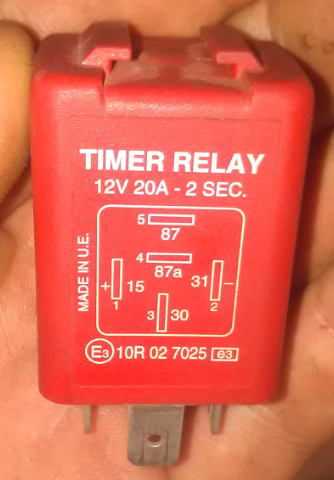 TIMER RELAY
12V 20A - 2 SEC.
MADE IN U.E.
5
87
4
87a
+ 15
1
31 -
2
3 30
E3 10R 02 7025 e3